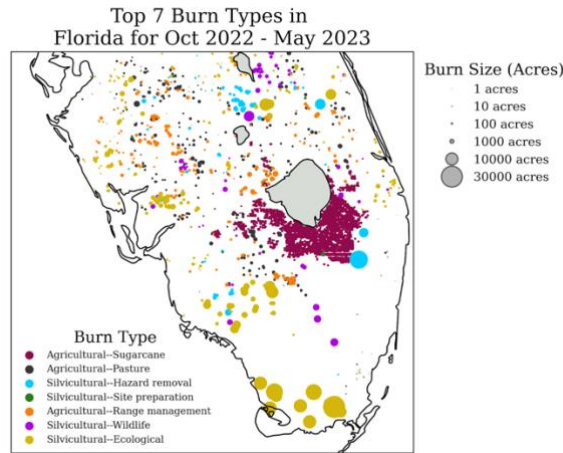 Top 7 Burn Types in
Florida for Oct 2022 - May 2023
Burn Size (Acres)
1 acres
10 acres
100 acres
1000 acres
10000 acres
30000 acres
Burn Type
Agricultural--Sugarcane
Agricultural--Pasture
Silvicultural--Hazard removal
Silvicultural--Site preparation
Agricultural--Range management
Silvicultural--Wildlife
Silvicultural--Ecological